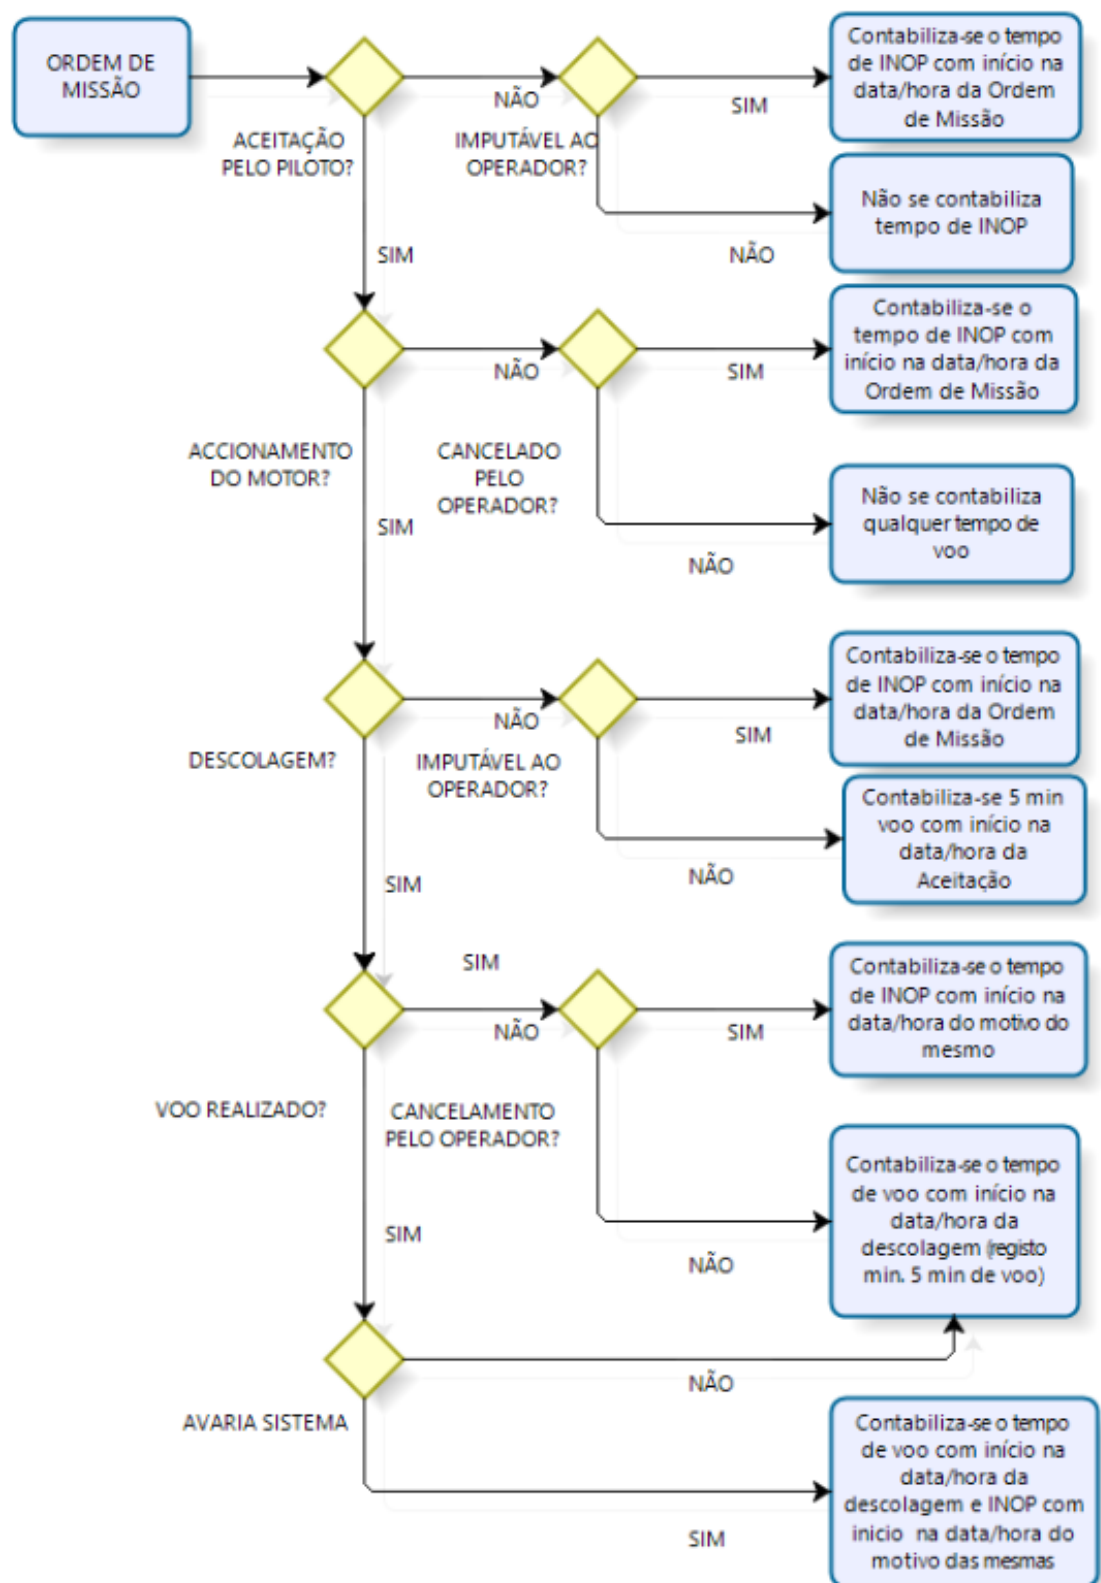 ORDEM DE
MISSÃO
ACEITAÇÃO
PELO PILOTO?
NÃO
IMPUTÁVEL AO
OPERADOR?
SIM
Contabiliza-se o tempo
de INOP com início na
data/hora da Ordem
de Missão
NÃO
Não se contabiliza
tempo de INOP
SIM
ACCIONAMENTO
DO MOTOR?
NÃO
CANCELADO
PELO
OPERADOR?
SIM
Contabiliza-se o
tempo de INOP com
início na data/hora da
Ordem de Missão
NÃO
Não se contabiliza
qualquer tempo de
voo
SIM
DESCOLAGEM?
NÃO
IMPUTÁVEL AO
OPERADOR?
SIM
Contabiliza-se o tempo
de INOP com início na
data/hora da Ordem
de Missão
NÃO
Contabiliza-se 5 min
voo com início na
data/hora da
Aceitação
SIM
SIM
VOO REALIZADO?
NÃO
CANCELAMENTO
PELO OPERADOR?
SIM
Contabiliza-se o tempo
de INOP com início na
data/hora do motivo do
mesmo
NÃO
Contabiliza-se o tempo
de voo com início na
data/hora da
descolagem (registo
min. 5 min de voo)
SIM
AVARIA SISTEMA
NÃO
SIM
Contabiliza-se o tempo
de voo com início na
data/hora da
descolagem e INOP com
inicio na data/hora do
motivo das mesmas